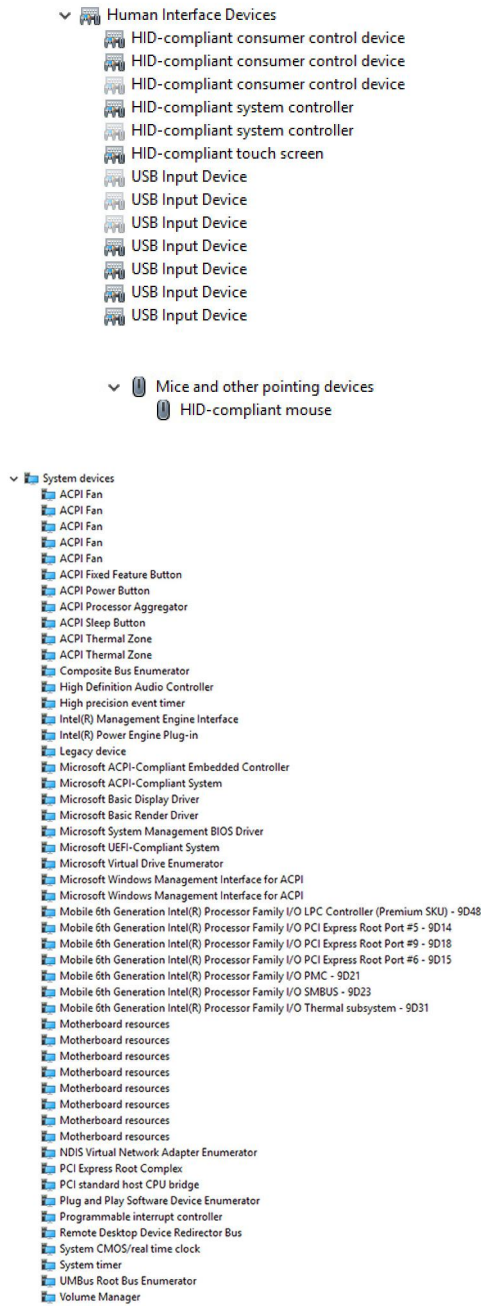 Human Interface Devices
HID-compliant consumer control device
HID-compliant consumer control device
HID-compliant consumer control device
HID-compliant system controller
HID-compliant system controller
HID-compliant touch screen
USB Input Device
USB Input Device
USB Input Device
USB Input Device
USB Input Device
USB Input Device
USB Input Device
Mice and other pointing devices
HID-compliant mouse
System devices
ACPI Fan
ACPI Fan
ACPI Fan
ACPI Fan
ACPI Fan
ACPI Fixed Feature Button
ACPI Power Button
ACPI Processor Aggregator
ACPI Sleep Button
ACPI Thermal Zone
ACPI Thermal Zone
Composite Bus Enumerator
High Definition Audio Controller
High precision event timer
Intel(R) Management Engine Interface
Intel(R) Power Engine Plug-in
Legacy device
Microsoft ACPI-Compliant Embedded Controller
Microsoft ACPI-Compliant System
Microsoft Basic Display Driver
Microsoft Basic Render Driver
Microsoft System Management BIOS Driver
Microsoft UEFI-Compliant System
Microsoft Virtual Drive Enumerator
Microsoft Windows Management Interface for ACPI
Microsoft Windows Management Interface for ACPI
Mobile 6th Generation Intel(R) Processor Family I/O LPC Controller (Premium SKU) - 9D48
Mobile 6th Generation Intel(R) Processor Family I/O PCI Express Root Port #5 - 9D14
Mobile 6th Generation Intel(R) Processor Family I/O PCI Express Root Port #9 - 9D18
Mobile 6th Generation Intel(R) Processor Family I/O PCI Express Root Port #6 - 9D15
Mobile 6th Generation Intel(R) Processor Family I/O PMC - 9D21
Mobile 6th Generation Intel(R) Processor Family I/O SMBUS - 9D23
Mobile 6th Generation Intel(R) Processor Family I/O Thermal subsystem - 9D31
Motherboard resources
Motherboard resources
Motherboard resources
Motherboard resources
Motherboard resources
Motherboard resources
Motherboard resources
Motherboard resources
NDIS Virtual Network Adapter Enumerator
PCI Express Root Complex
PCI standard host CPU bridge
Plug and Play Software Device Enumerator
Programmable interrupt controller
Remote Desktop Device Redirector Bus
System CMOS/real time clock
System timer
UMBus Root Bus Enumerator
Volume Manager